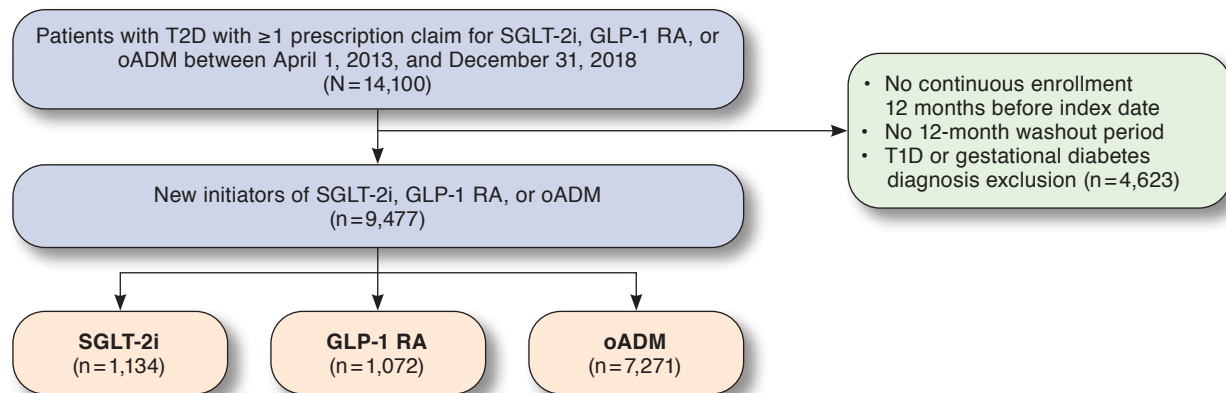 Patients with T2D with ≥1 prescription claim for SGLT-2i, GLP-1 RA, or
oADM between April 1, 2013, and December 31, 2018
(N=14,100)
• No continuous enrollment
12 months before index date
• No 12-month washout period
• T1D or gestational diabetes
diagnosis exclusion (n=4,623)
New initiators of SGLT-2i, GLP-1 RA, or oADM
(n=9,477)
SGLT-2i
(n=1,134)
GLP-1 RA
(n=1,072)
oADM
(n=7,271)